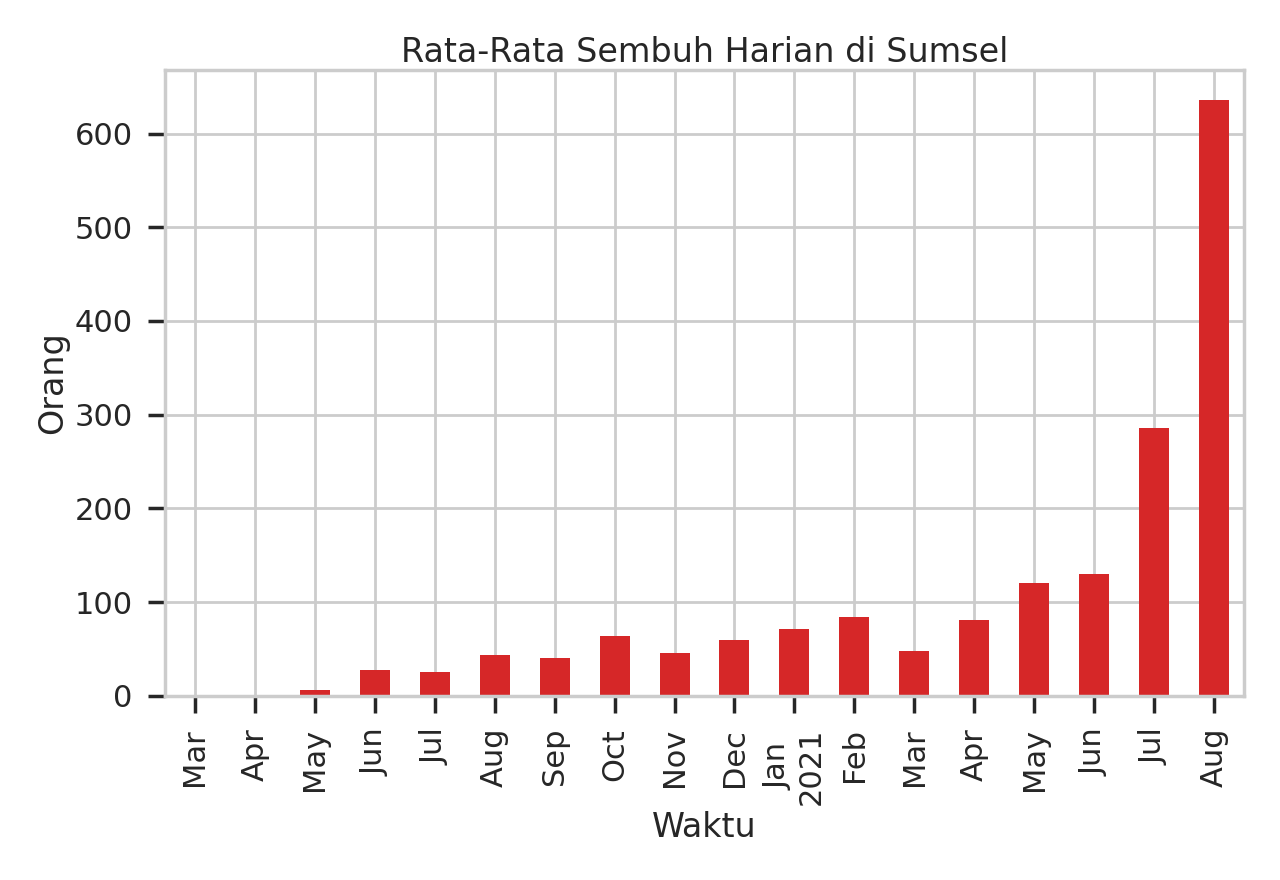 Rata-Rata Sembuh Harian di Sumsel
600
500
400
300
200
100
0
Orang
Mar
Apr
May
Jun
Jul
Aug
Sep
Oct
Nov
Dec
Jan
2021
Feb
Mar
Apr
May
Jun
Jul
Aug
Waktu